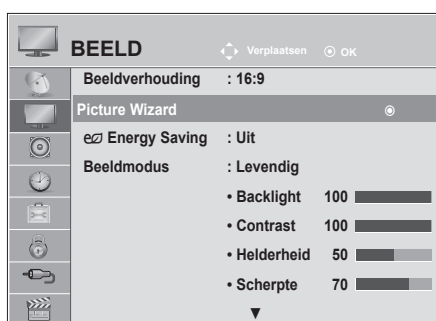 BEELD Verplaatsen OK
Beeldverhouding : 16:9
Picture Wizard
Energy Saving : Uit
Beeldmodus : Levendig
• Backlight 100
• Contrast 100
• Helderheid 50
• Scherpte 70